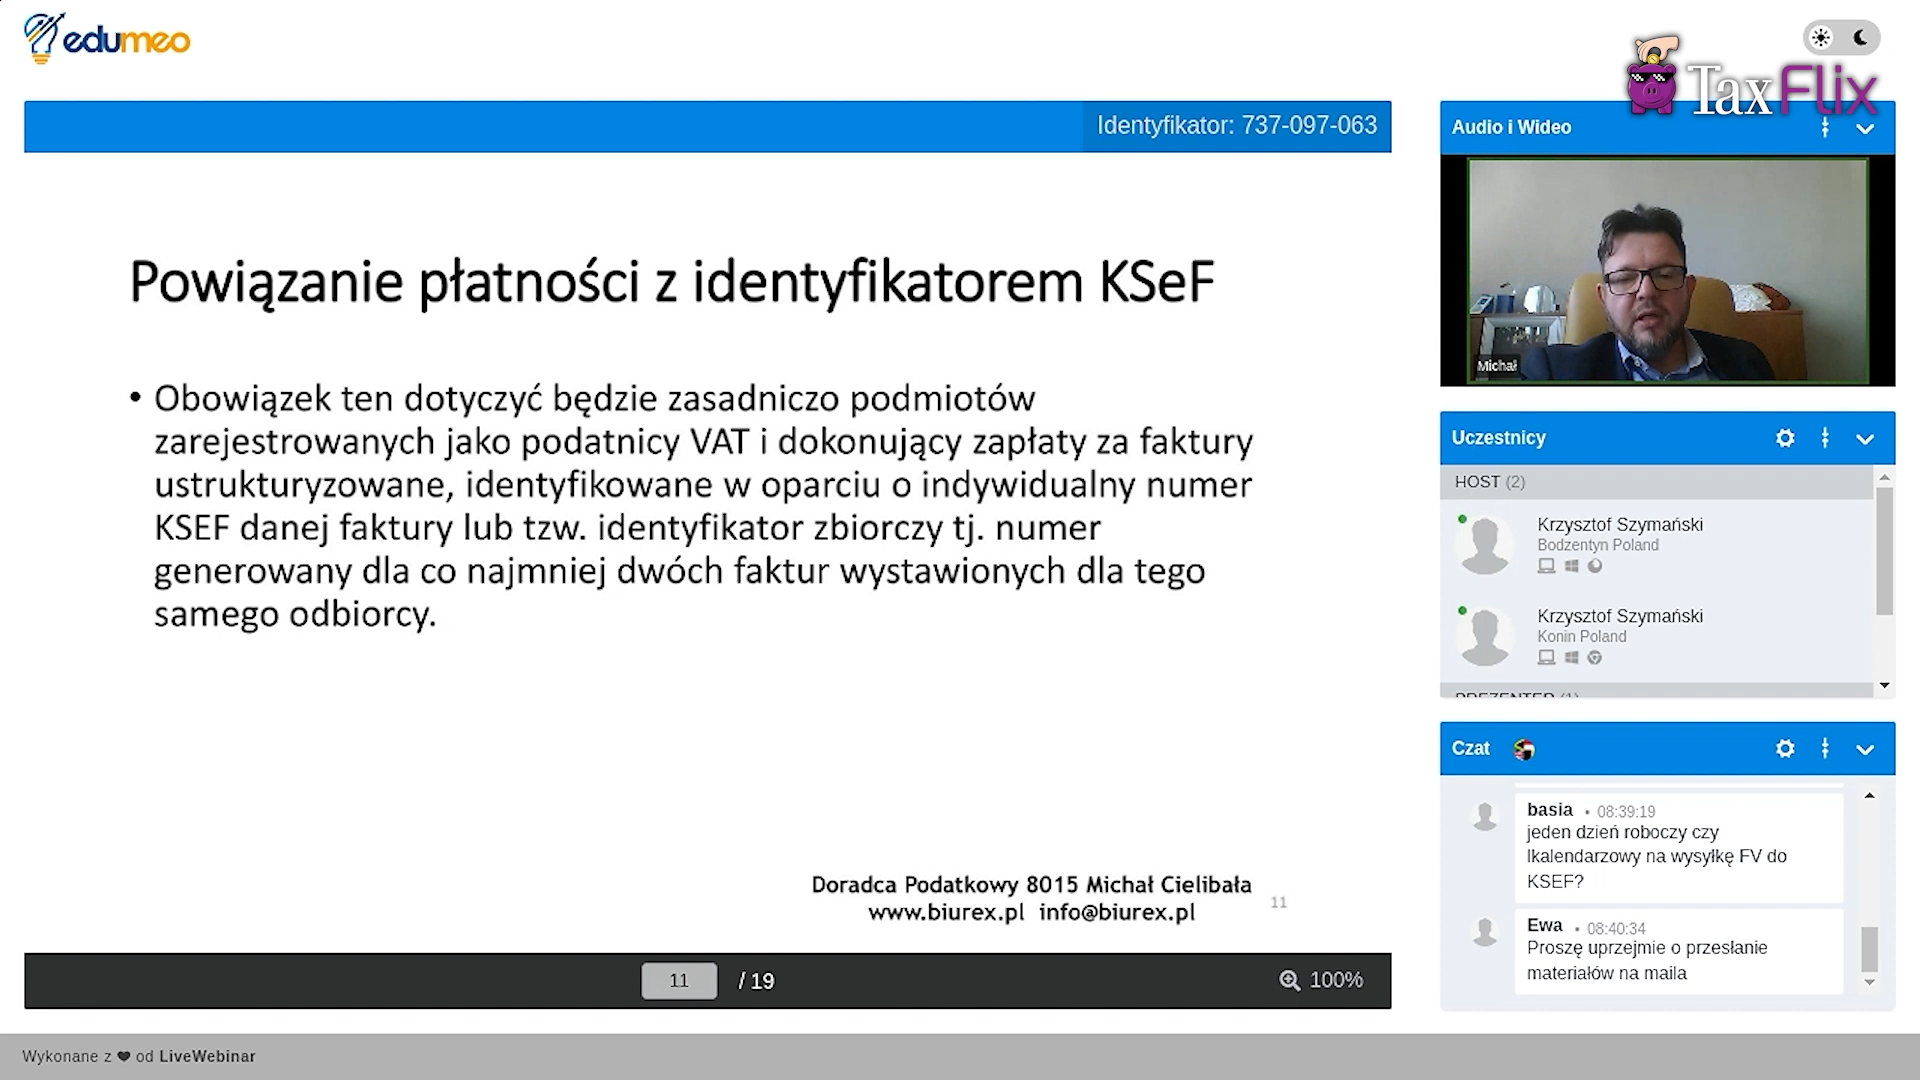 edumeo
TaxFlix
Identyfikator: 737-097-063
Powiązanie płatności z identyfikatorem KSeF
• Obowiązek ten dotyczyć będzie zasadniczo podmiotów
zarejestrowanych jako podatnicy VAT i dokonujący zapłaty za faktury
ustrukturyzowane, identyfikowane w oparciu o indywidualny numer
KSEF danej faktury lub tzw. identyfikator zbiorczy tj. numer
generowany dla co najmniej dwóch faktur wystawionych dla tego
samego odbiorcy.
Doradca Podatkowy 8015 Michał Cielibała
www.biurex.pl info@biurex.pl
11
11 / 19
100%
Audio i Wideo
Michał
Uczestnicy
HOST (2)
Krzysztof Szymański
Bodzentyn Poland
Krzysztof Szymański
Konin Poland
PREZENTER (1)
Czat
basia • 08:39:19
jeden dzień roboczy czy
lkalendarzowy na wysyłkę FV do
KSEF?
Ewa • 08:40:34
Proszę uprzejmie o przesłanie
materiałów na maila
Wykonane z ❤ od LiveWebinar